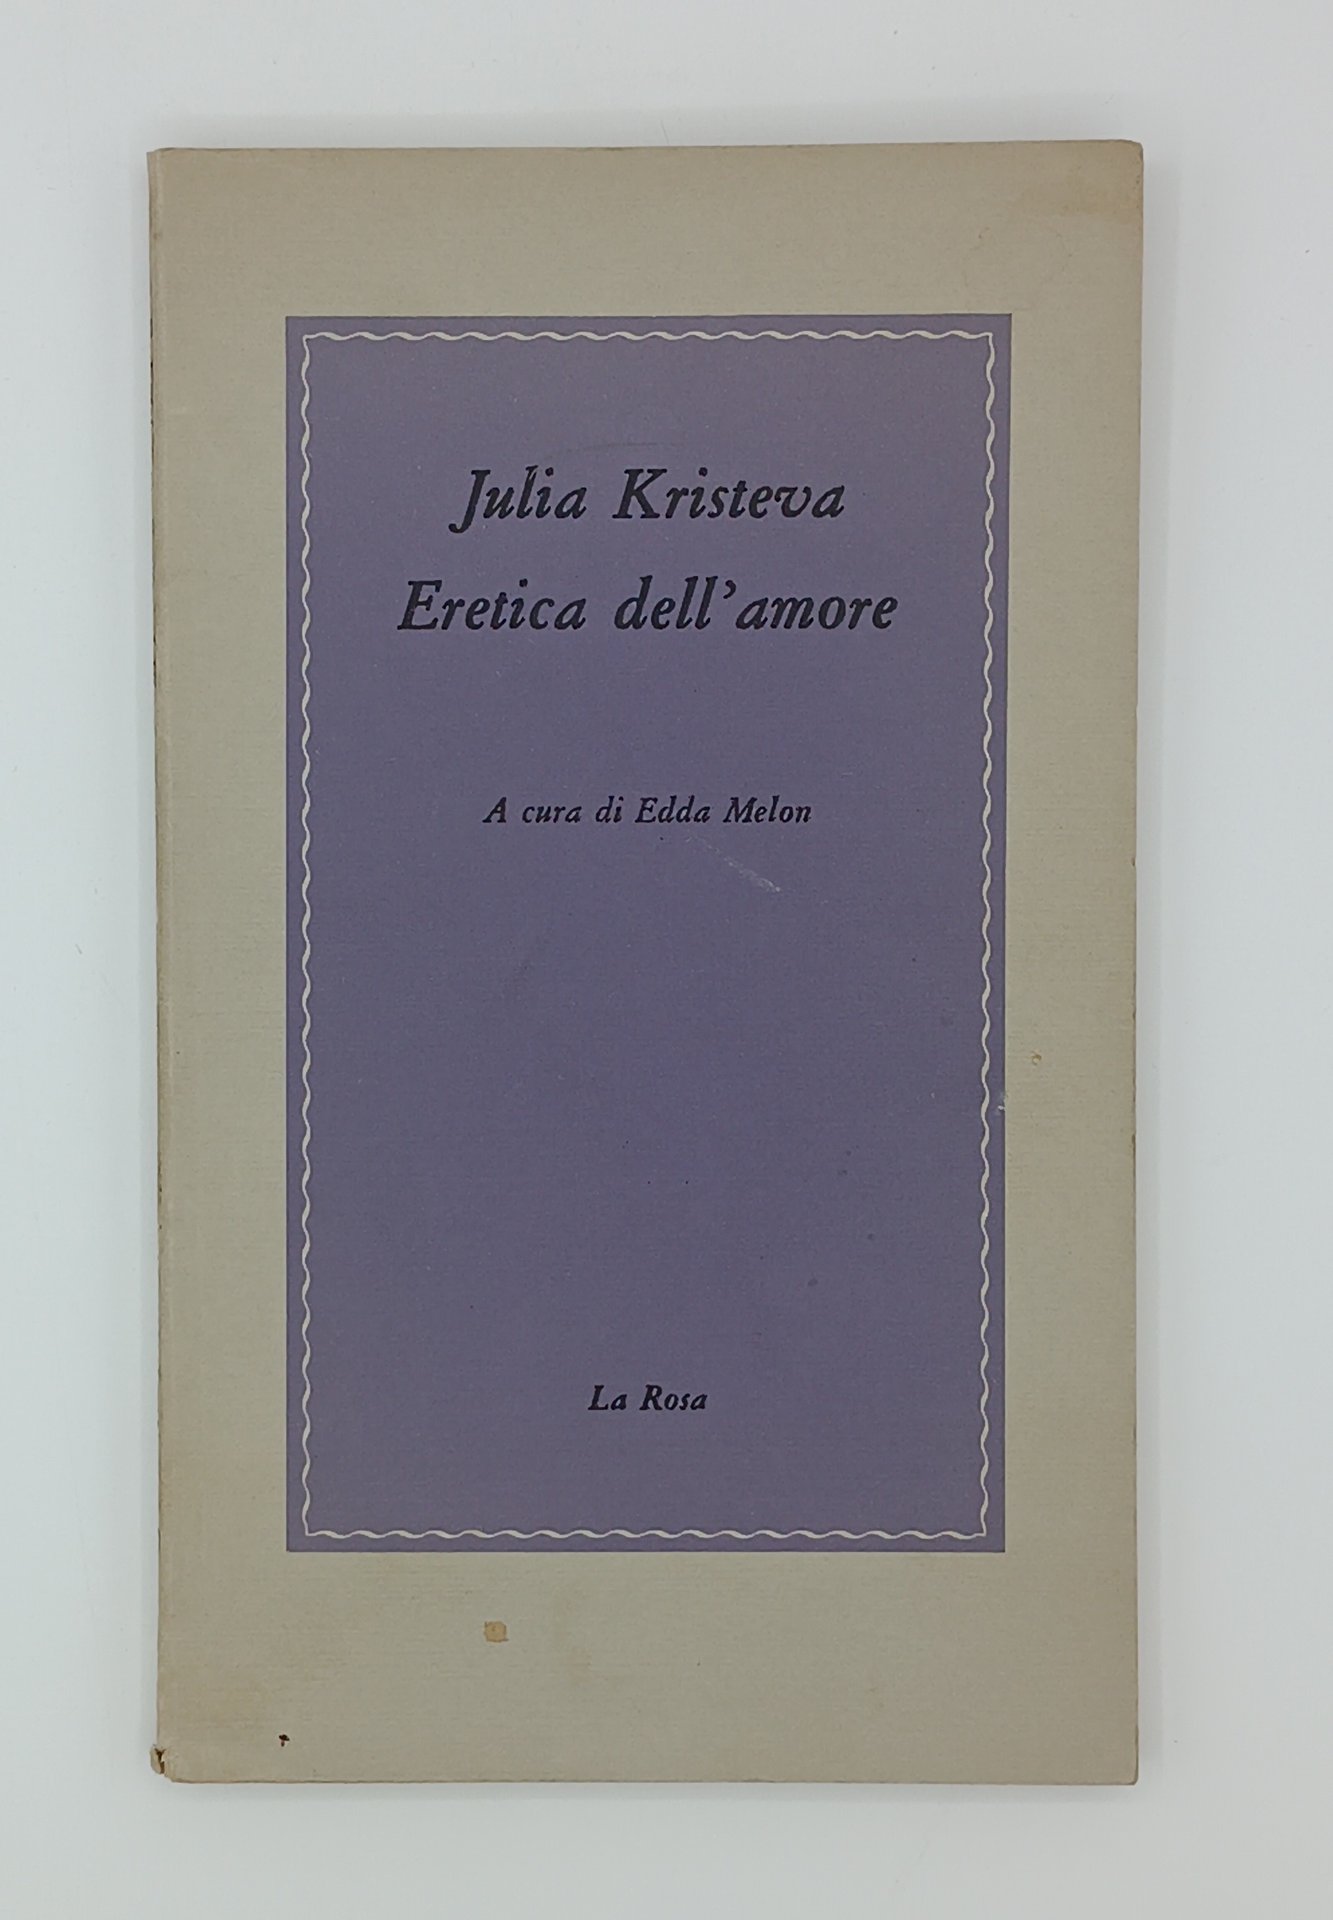 Julia Kristeva
Eretica dell'amore
A cura di Edda Melon
La Rosa